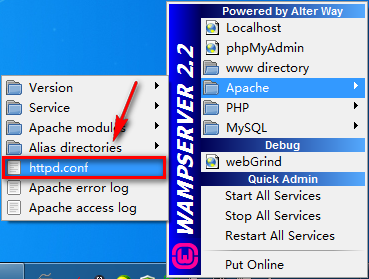 Version
Service
Apache modules
Alias directories
httpd.conf
Apache error log
Apache access log
WAMPSERVER 2.2
Powered by Alter Way
Localhost
phpMyAdmin
www directory
Apache
PHP
MySQL
Debug
webGrind
Quick Admin
Start All Services
Stop All Services
Restart All Services
Put Online